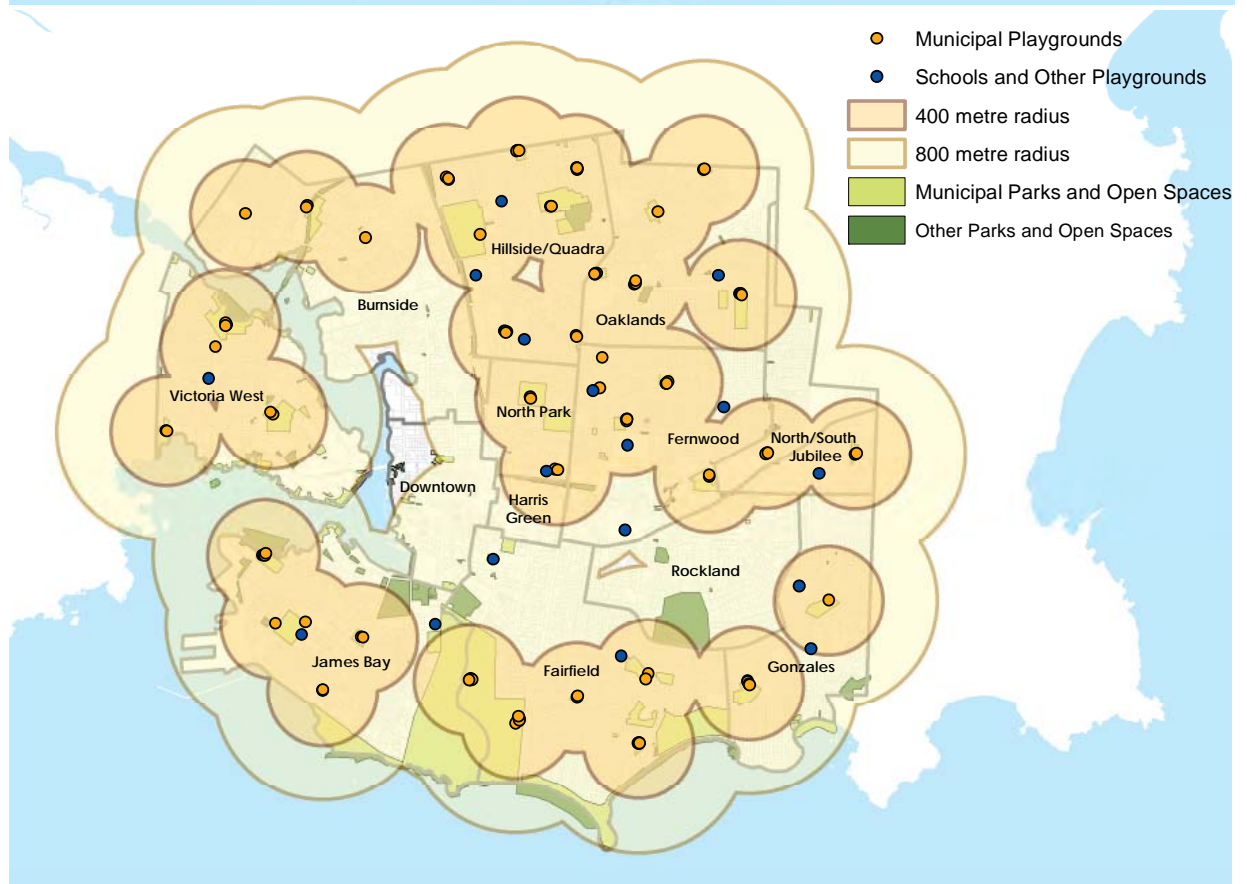 Municipal Playgrounds
Schools and Other Playgrounds
400 metre radius
800 metre radius
Municipal Parks and Open Spaces
Other Parks and Open Spaces
Hillside/Quadra
Burnside
Oaklands
Victoria West
North Park
Fernwood
North/South
Jubilee
Downtown
Harris
Green
Rockland
James Bay
Fairfield
Gonzales